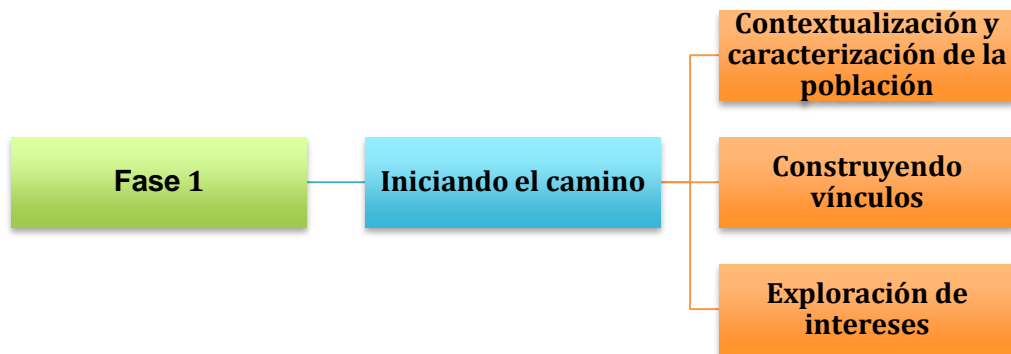 Fase 1
Iniciando el camino
Contextualización y
caracterización de la
población
Construyendo
vínculos
Exploración de
intereses